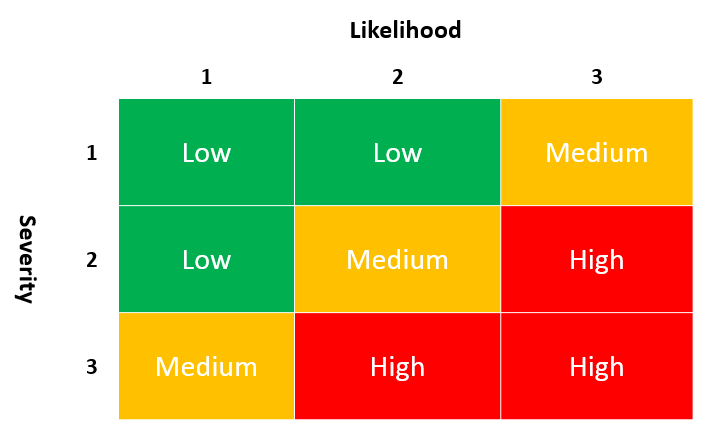 Likelihood
1 2 3
1 Low Low Medium
Severity
2 Low Medium High
3 Medium High High